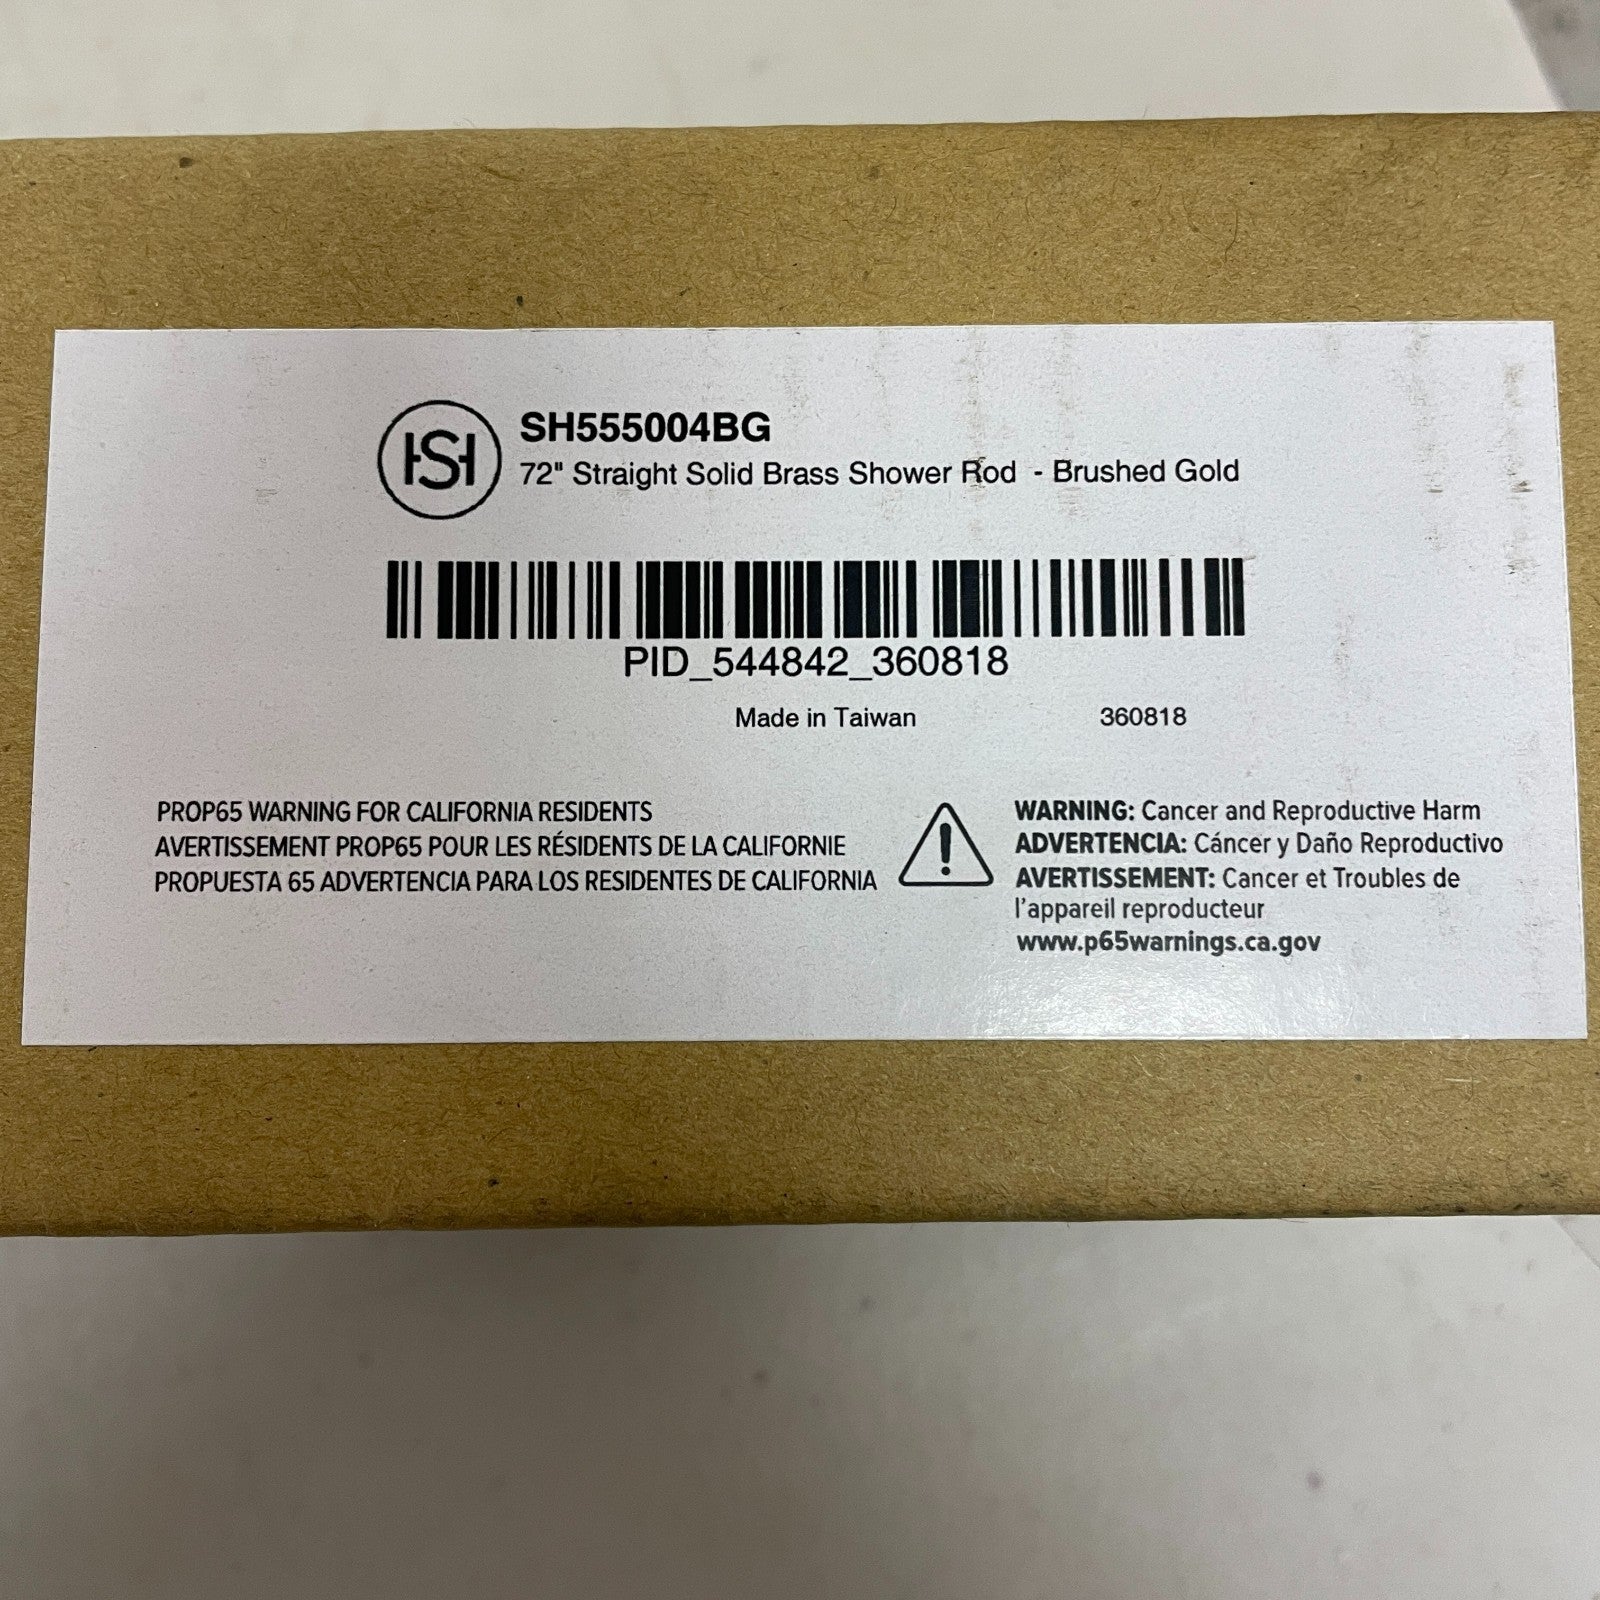 SH
SH555004BG
72" Straight Solid Brass Shower Rod - Brushed Gold
PID_544842_360818
Made in Taiwan 360818
PROP65 WARNING FOR CALIFORNIA RESIDENTS
AVERTISSEMENT PROP65 POUR LES RÉSIDENTS DE LA CALIFORNIE
PROPUESTA 65 ADVERTENCIA PARA LOS RESIDENTES DE CALIFORNIA
WARNING: Cancer and Reproductive Harm
ADVERTENCIA: Cáncer y Daño Reproductivo
AVERTISSEMENT: Cancer et Troubles de
l'appareil reproducteur
www.p65warnings.ca.gov